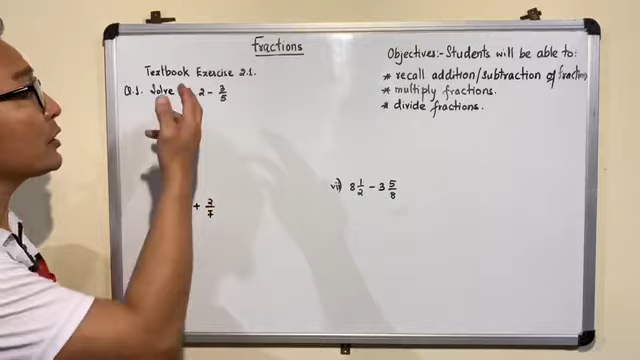 Fractions
Objectives:- Students will be able to:
* recall addition/subtraction of fractions
* multiply fractions.
* divide fractions.
Textbook Exercise 2.1.
Q.1. Solve 2 - 3/5
+ 3/7
vii) 8 1/2 - 3 5/8